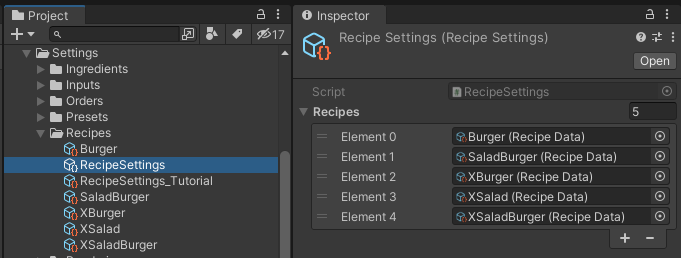 Project
17
Settings
Ingredients
Inputs
Orders
Presets
Recipes
Burger
RecipeSettings
RecipeSettings_Tutorial
SaladBurger
XBurger
XSalad
XSaladBurger
Inspector
Recipe Settings (Recipe Settings)
Open
Script RecipeSettings
Recipes 5
Element 0 Burger (Recipe Data)
Element 1 SaladBurger (Recipe Data)
Element 2 XBurger (Recipe Data)
Element 3 XSalad (Recipe Data)
Element 4 XSaladBurger (Recipe Data)